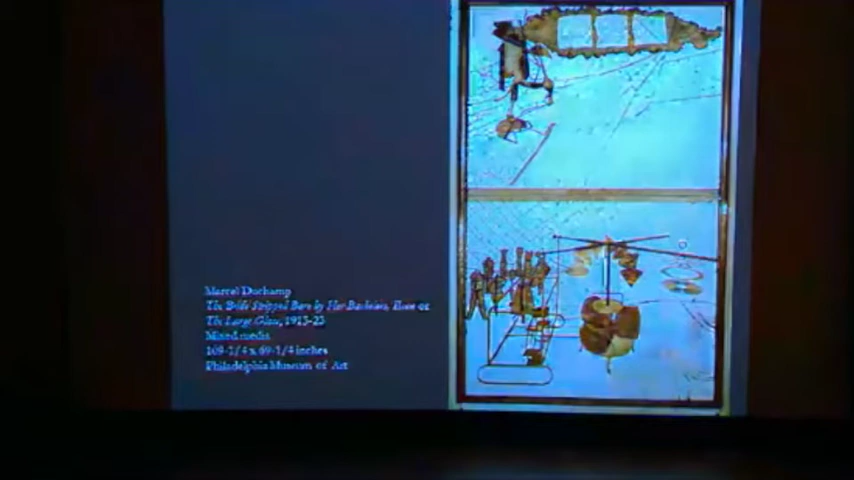 Marcel Duchamp
The Bride Stripped Bare by Her Bachelors, Even or
The Large Glass, 1915-23
Mixed media
109-1/4 x 69-1/4 inches
Philadelphia Museum of Art